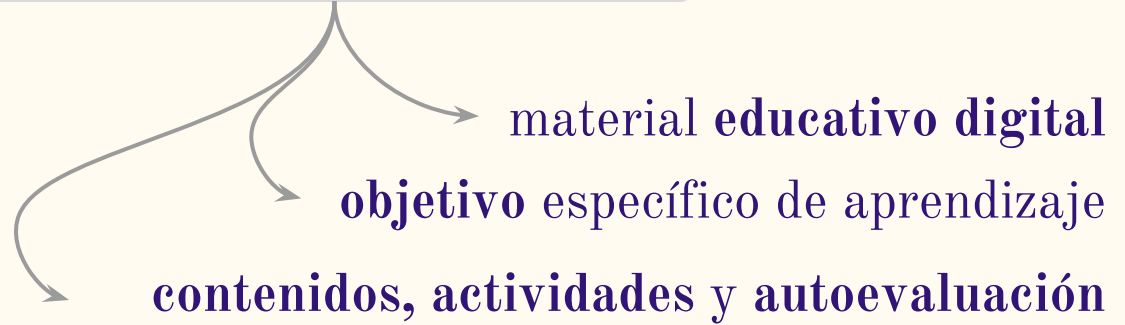 material educativo digital
objetivo específico de aprendizaje
contenidos, actividades y autoevaluación